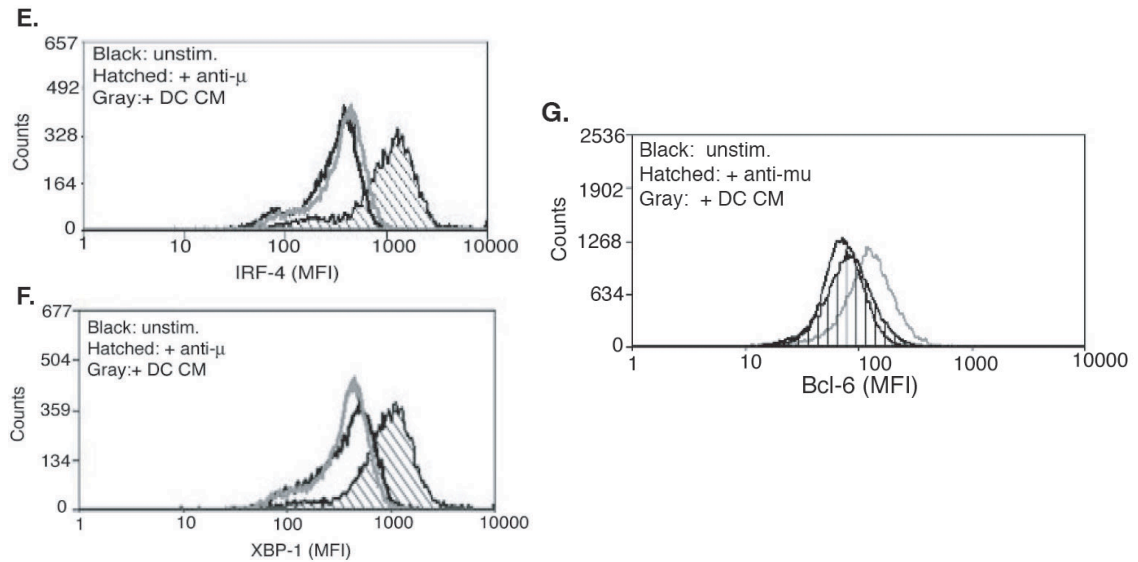 E.
657
492
328
164
0
Counts
Black: unstim.
Hatched: + anti-μ
Gray:+ DC CM
1 10 100 1000 10000
IRF-4 (MFI)
F.
677
504
359
134
0
Counts
Black: unstim.
Hatched: + anti-μ
Gray:+ DC CM
1 10 100 1000 10000
XBP-1 (MFI)
G.
2536
1902
1268
634
0
Counts
Black: unstim.
Hatched: + anti-mu
Gray: + DC CM
1 10 100 1000 10000
Bcl-6 (MFI)